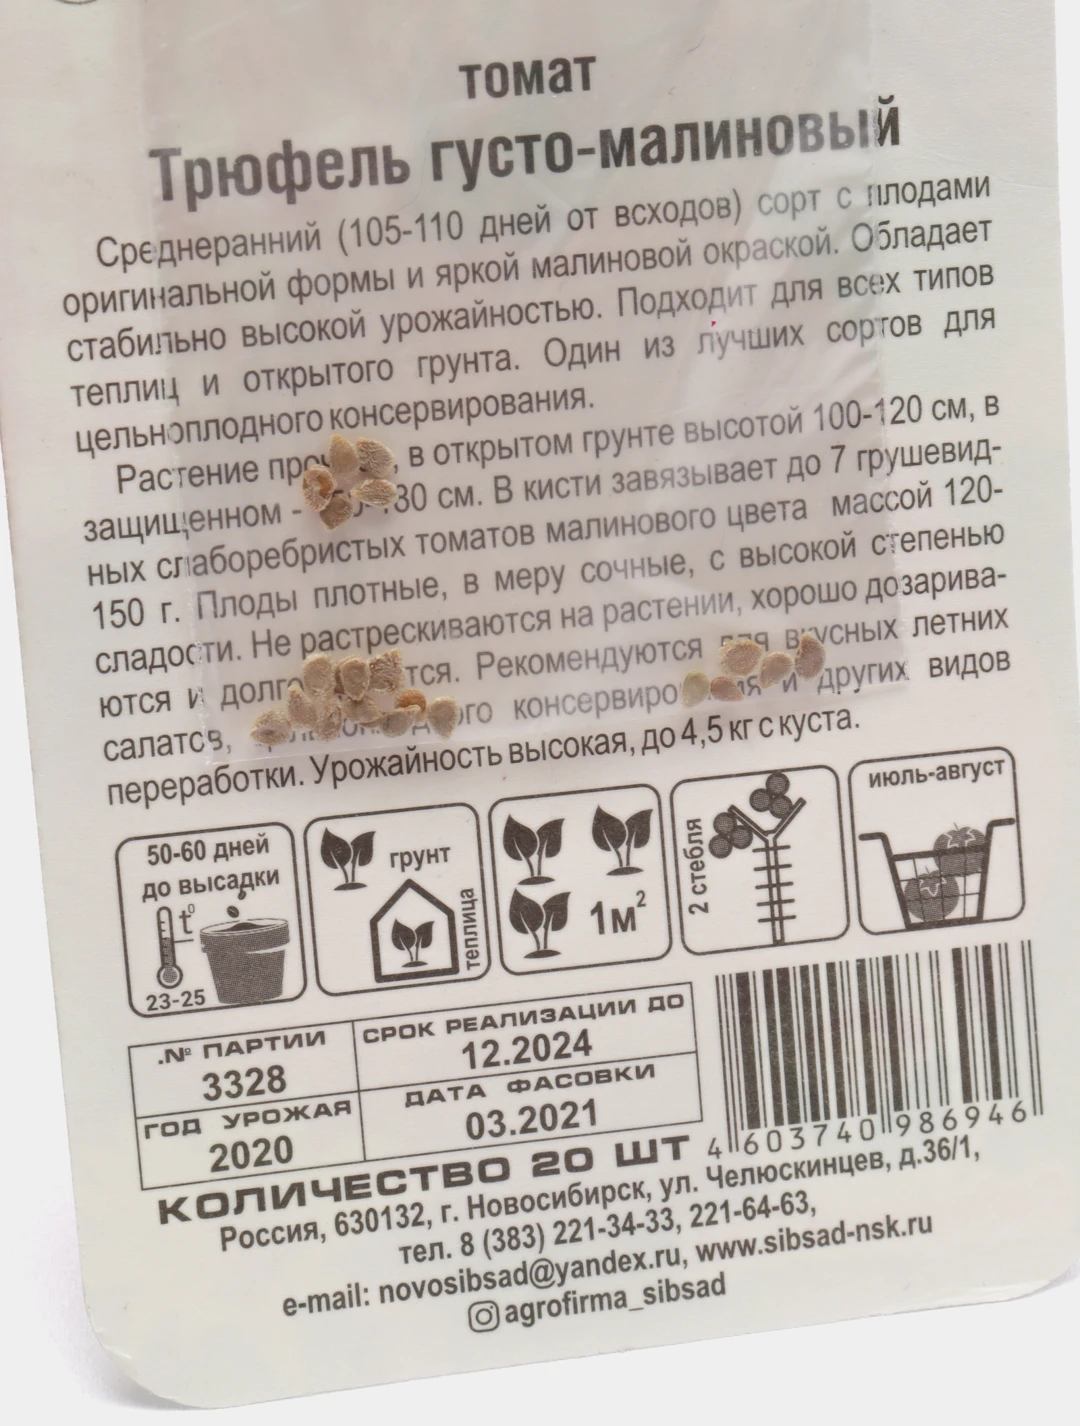 томат
Трюфель густо-малиновый
Среднеранний (105-110 дней от всходов) сорт с плодами
оригинальной формы и яркой малиновой окраской. Обладает
стабильно высокой урожайностью. Подходит для всех типов
теплиц и открытого грунта. Один из лучших сортов для
цельноплодного консервирования.
Растение , в открытом грунте высотой 100-120 см, в
защищенном - см. В кисти завязывает до 7 грушевид-
ных слаборебристых томатов малинового цвета массой 120-
150 г. Плоды плотные, в меру сочные, с высокой степенью
сладости. Не растрескиваются на растении, хорошо дозарива-
ются и Рекомендуются для вкусных летних
салатов, консервирования и других видов
переработки. Урожайность высокая, до 4,5 кг с куста.
50-60 дней
до высадки
t°
23-25
грунт
теплица
1м²
2 стебля
июль-август
.№ ПАРТИИ
3328
СРОК РЕАЛИЗАЦИИ ДО
12.2024
ГОД УРОЖАЯ
2020
ДАТА ФАСОВКИ
03.2021
КОЛИЧЕСТВО 20 ШТ
4 603740 986946
Россия, 630132, г. Новосибирск, ул. Челюскинцев, д.36/1,
тел. 8 (383) 221-34-33, 221-64-63,
e-mail: novosibsad@yandex.ru, www.sibsad-nsk.ru
agrofirma_sibsad